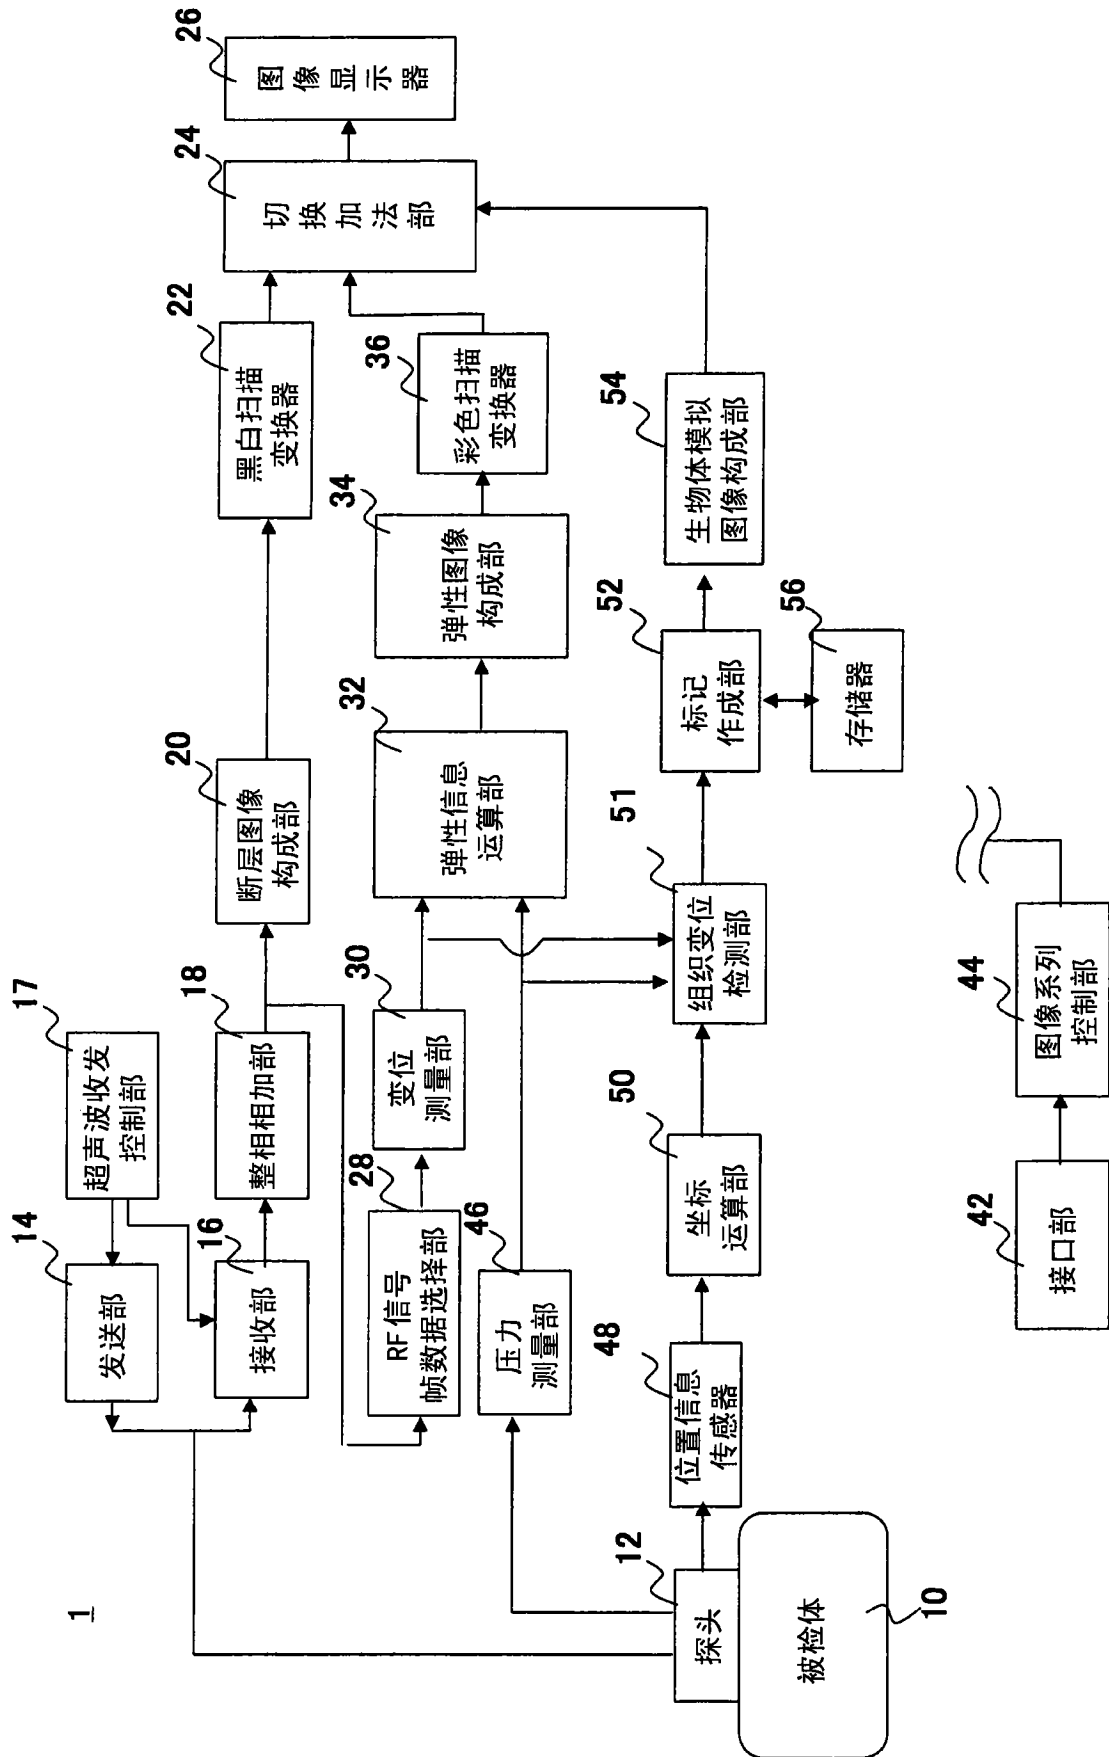 1
17
超声波收发
控制部
14
发送部
16
接收部
18
整相相加部
20
断层图像
构成部
22
黑白扫描
变换器
24
切换加法部
26
图像显示器
28
RF信号
帧数据选择部
30
变位
测量部
32
弹性信息
运算部
34
弹性图像
构成部
36
彩色扫描
变换器
46
压力
测量部
12
探头
10
被检体
48
位置信息
传感器
50
坐标
运算部
51
组织变位
检测部
52
标记
作成部
54
生物体模拟
图像构成部
56
存储器
42
接口部
44
图像系列
控制部